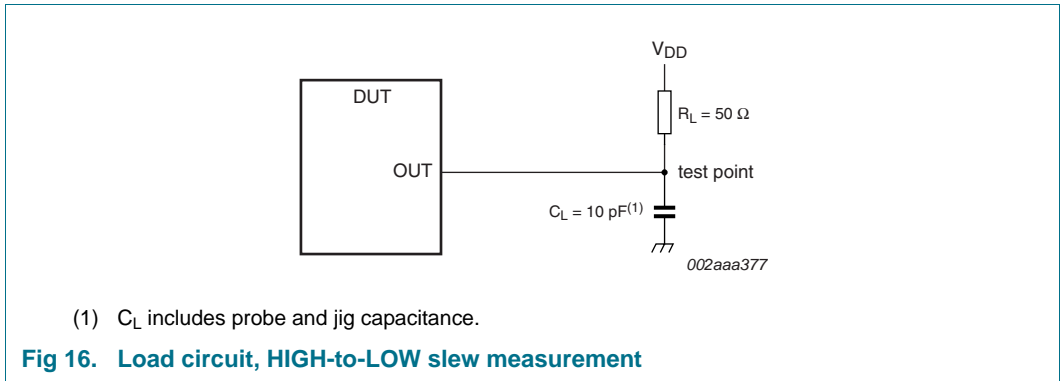 VDD
DUT
RL = 50 Ω
OUT
test point
CL = 10 pF(1)
002aaa377
(1) CL includes probe and jig capacitance.
Fig 16. Load circuit, HIGH-to-LOW slew measurement